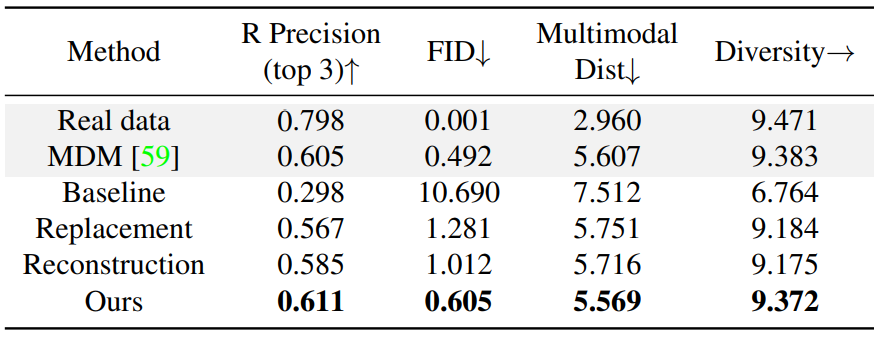 Method R Precision (top 3)↑ FID↓ Multimodal Dist↓ Diversity→
Real data 0.798 0.001 2.960 9.471
MDM [59] 0.605 0.492 5.607 9.383
Baseline 0.298 10.690 7.512 6.764
Replacement 0.567 1.281 5.751 9.184
Reconstruction 0.585 1.012 5.716 9.175
Ours 0.611 0.605 5.569 9.372